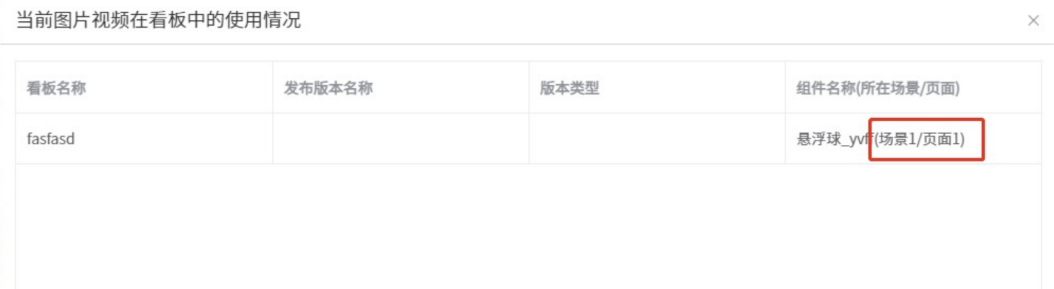 当前图片视频在看板中的使用情况
看板名称 发布版本名称 版本类型 组件名称(所在场景/页面)
fasfasd 悬浮球_yvff(场景1/页面1)